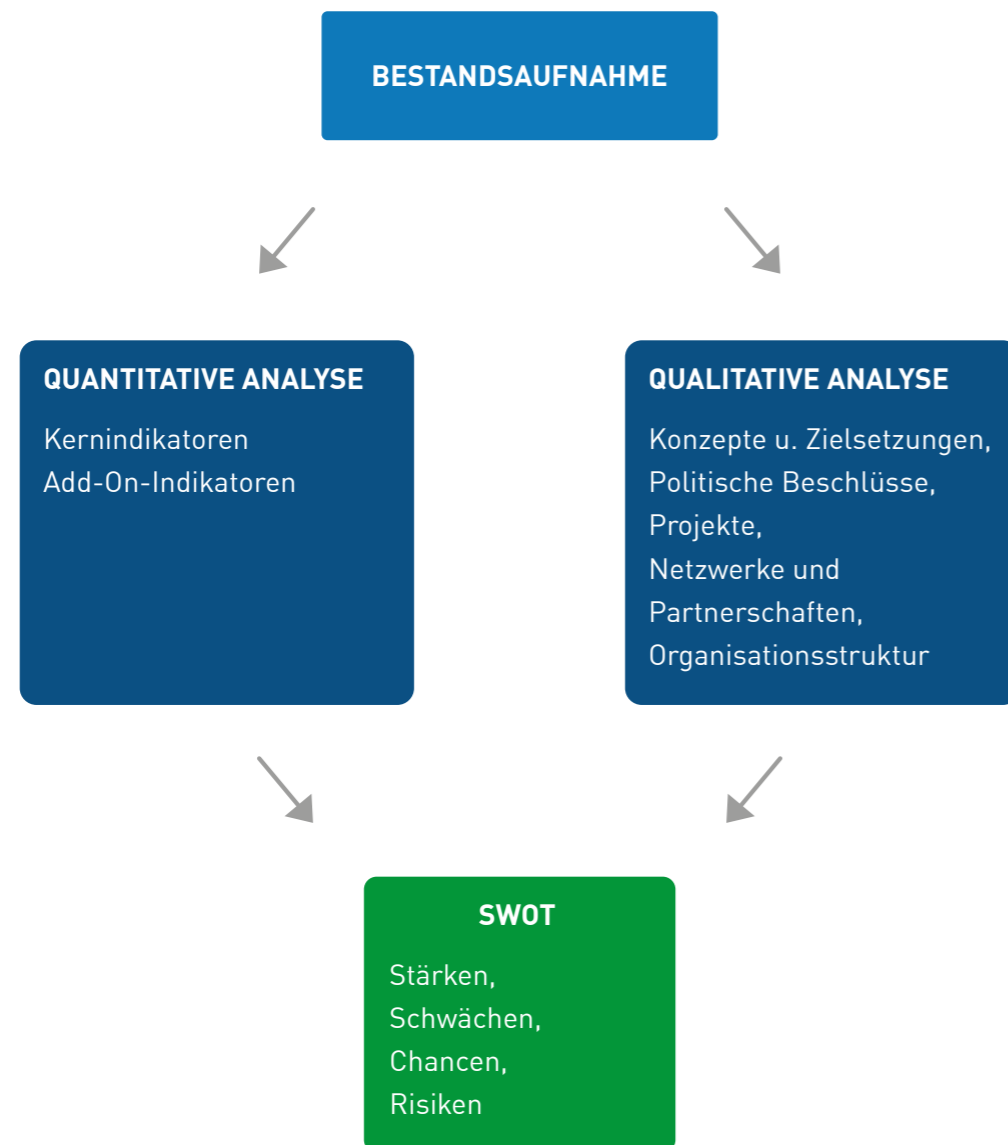 BESTANDSAUFNAHME
QUANTITATIVE ANALYSE
Kernindikatoren
Add-On-Indikatoren
QUALITATIVE ANALYSE
Konzepte u. Zielsetzungen,
Politische Beschlüsse,
Projekte,
Netzwerke und
Partnerschaften,
Organisationsstruktur
SWOT
Stärken,
Schwächen,
Chancen,
Risiken